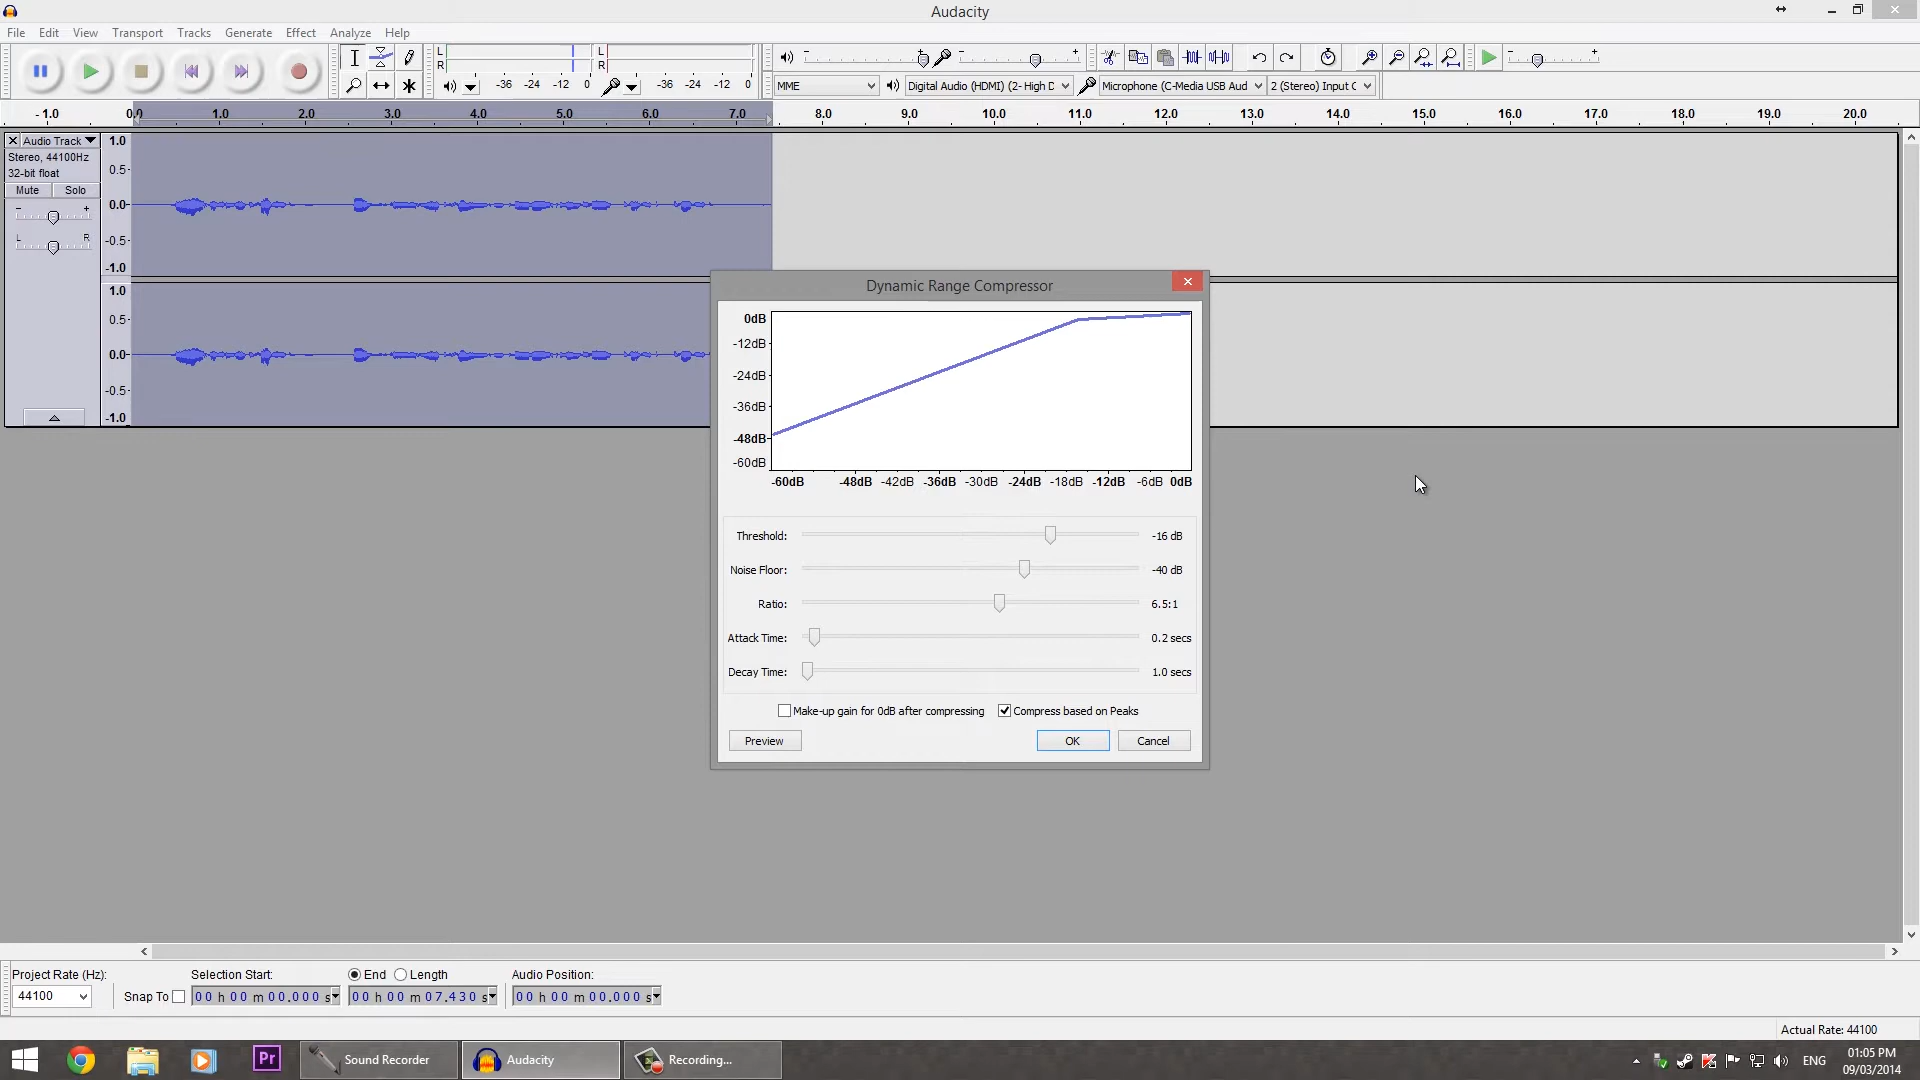 Audacity
File Edit View Transport Tracks Generate Effect Analyze Help
L
R
-36 -24 -12 0
L
R
-36 -24 -12 0
MME
Digital Audio (HDMI) (2- High D
Microphone (C-Media USB Aud
2 (Stereo) Input C
-1.0 0.0 1.0 2.0 3.0 4.0 5.0 6.0 7.0 8.0 9.0 10.0 11.0 12.0 13.0 14.0 15.0 16.0 17.0 18.0 19.0 20.0
Audio Track
Stereo, 44100Hz
32-bit float
Mute Solo
- +
L R
1.0
0.5-
0.0-
-0.5-
-1.0
1.0
0.5-
0.0-
-0.5-
-1.0
Dynamic Range Compressor
0dB
-12dB
-24dB
-36dB
-48dB
-60dB
-60dB -48dB -42dB -36dB -30dB -24dB -18dB -12dB -6dB 0dB
Threshold: -16 dB
Noise Floor: -40 dB
Ratio: 6.5:1
Attack Time: 0.2 secs
Decay Time: 1.0 secs
Make-up gain for 0dB after compressing Compress based on Peaks
Preview OK Cancel
Project Rate (Hz): Selection Start: End Length Audio Position:
44100 Snap To 00 h 00 m 00.000 s 00 h 00 m 07.430 s 00 h 00 m 00.000 s
Actual Rate: 44100
Pr
Sound Recorder
Audacity
Recording...
ENG
01:05 PM
09/03/2014